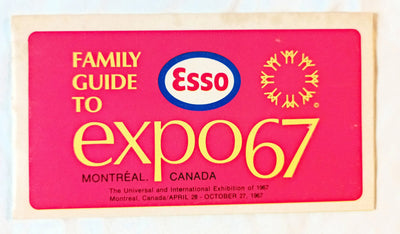 FAMILY
GUIDE
TO
Esso
©
expo67
MONTRÉAL, CANADA
The Universal and International Exhibition of 1967
Montreal, Canada/APRIL 28 - OCTOBER 27, 1967